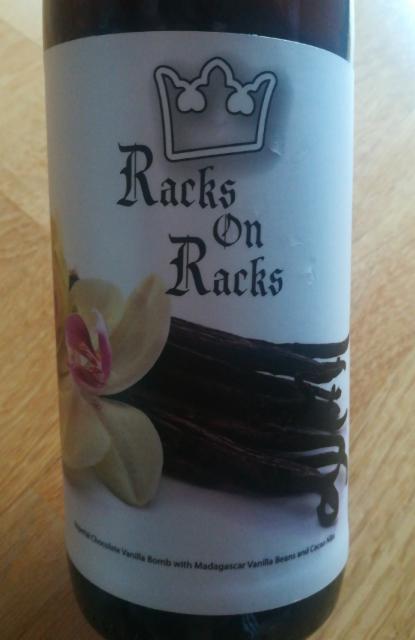 Racks
On
Racks
Imperial Chocolate Vanilla Bomb with Madagascar Vanilla Beans and Cacao Nibs